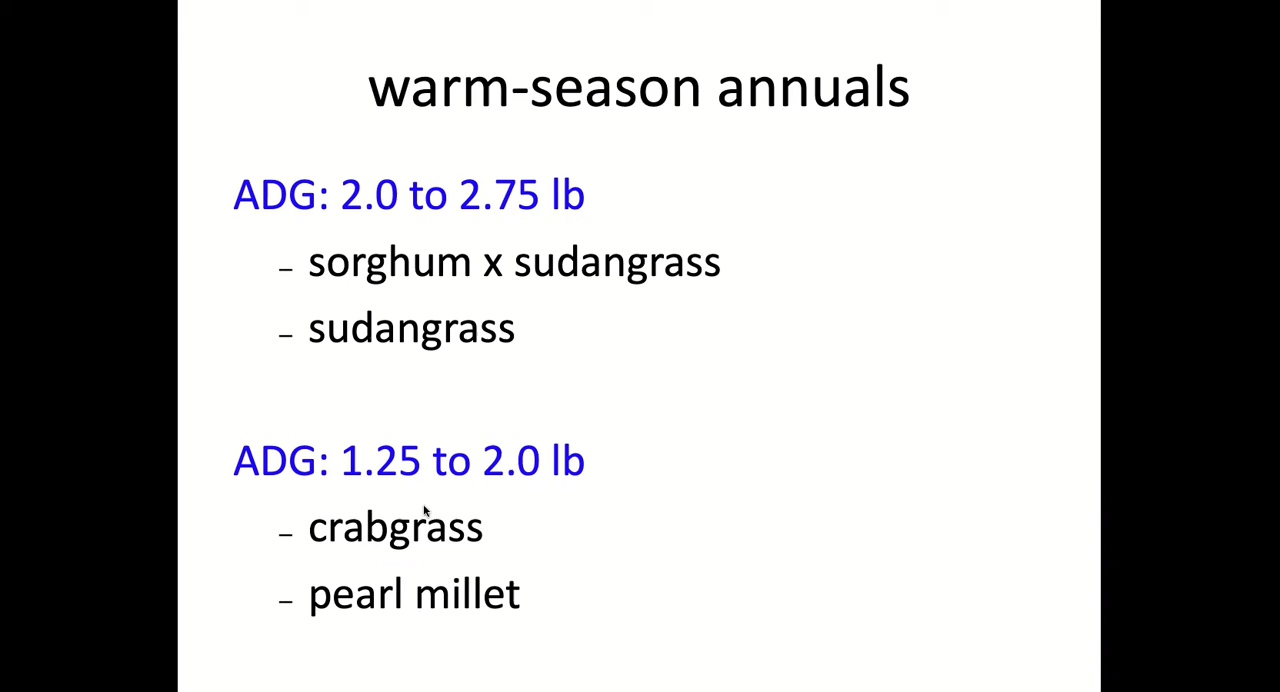 warm-season annuals
ADG: 2.0 to 2.75 lb
– sorghum x sudangrass
– sudangrass
ADG: 1.25 to 2.0 lb
– crabgrass
– pearl millet